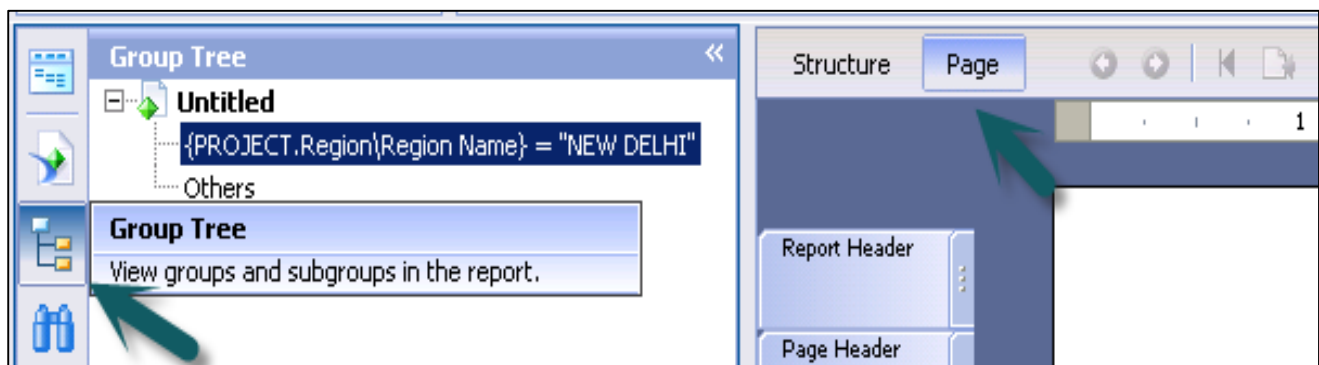 Group Tree
Untitled
{PROJECT.Region\Region Name} = "NEW DELHI"
Others
Group Tree
View groups and subgroups in the report.
Structure Page
1
Report Header
Page Header